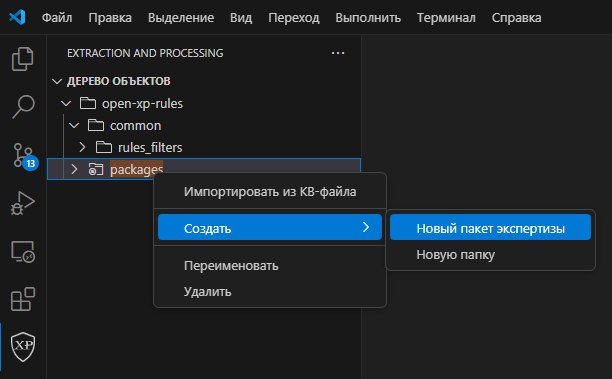 Файл Правка Выделение Вид Переход Выполнить Терминал Справка
EXTRACTION AND PROCESSING ...
ДЕРЕВО ОБЪЕКТОВ
open-xp-rules
common
rules_filters
13
packages
Импортировать из KB-файла
Создать
Новый пакет экспертизы
Новую папку
Переименовать
Удалить
XP